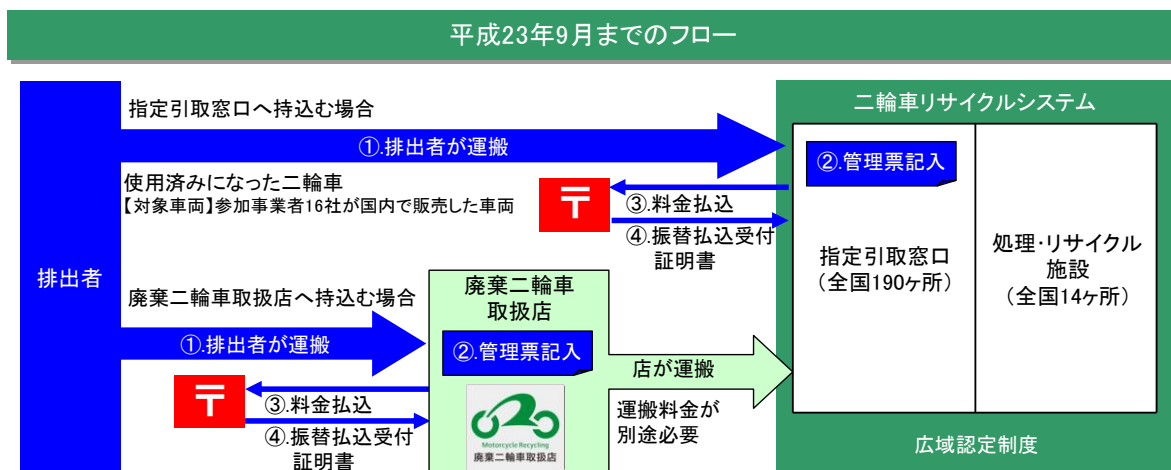 平成23年9月までのフロー
排出者
指定引取窓口へ持込む場合
①.排出者が運搬
使用済みになった二輪車
【対象車両】参加事業者16社が国内で販売した車両
〒
③.料金払込
④.振替払込受付
証明書
廃棄二輪車取扱店へ持込む場合
①.排出者が運搬
〒
③.料金払込
④.振替払込受付
証明書
廃棄二輪車
取扱店
②.管理票記入
Motorcycle Recycling
廃棄二輪車取扱店
店が運搬
運搬料金が
別途必要
二輪車リサイクルシステム
②.管理票記入
指定引取窓口
(全国190ヶ所)
処理・リサイクル
施設
(全国14ヶ所)
広域認定制度